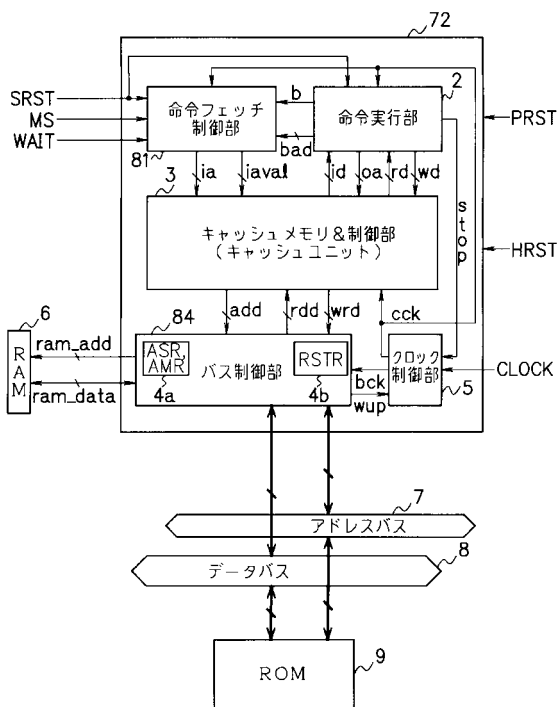 72
SRST
MS
WAIT
命令フェッチ
制御部
81
b
bad
2
命令実行部
PRST
ia
iaval
id
oa
rd
wd
stop
3
キャッシュメモリ&制御部
(キャッシュユニット)
HRST
add
rdd
wrd
cck
84
6
RAM
ram_add
ram_data
ASR,
AMR
4a
バス制御部
RSTR
4b
bck
wup
クロック
制御部
5
CLOCK
7
アドレスバス
8
データバス
ROM
9